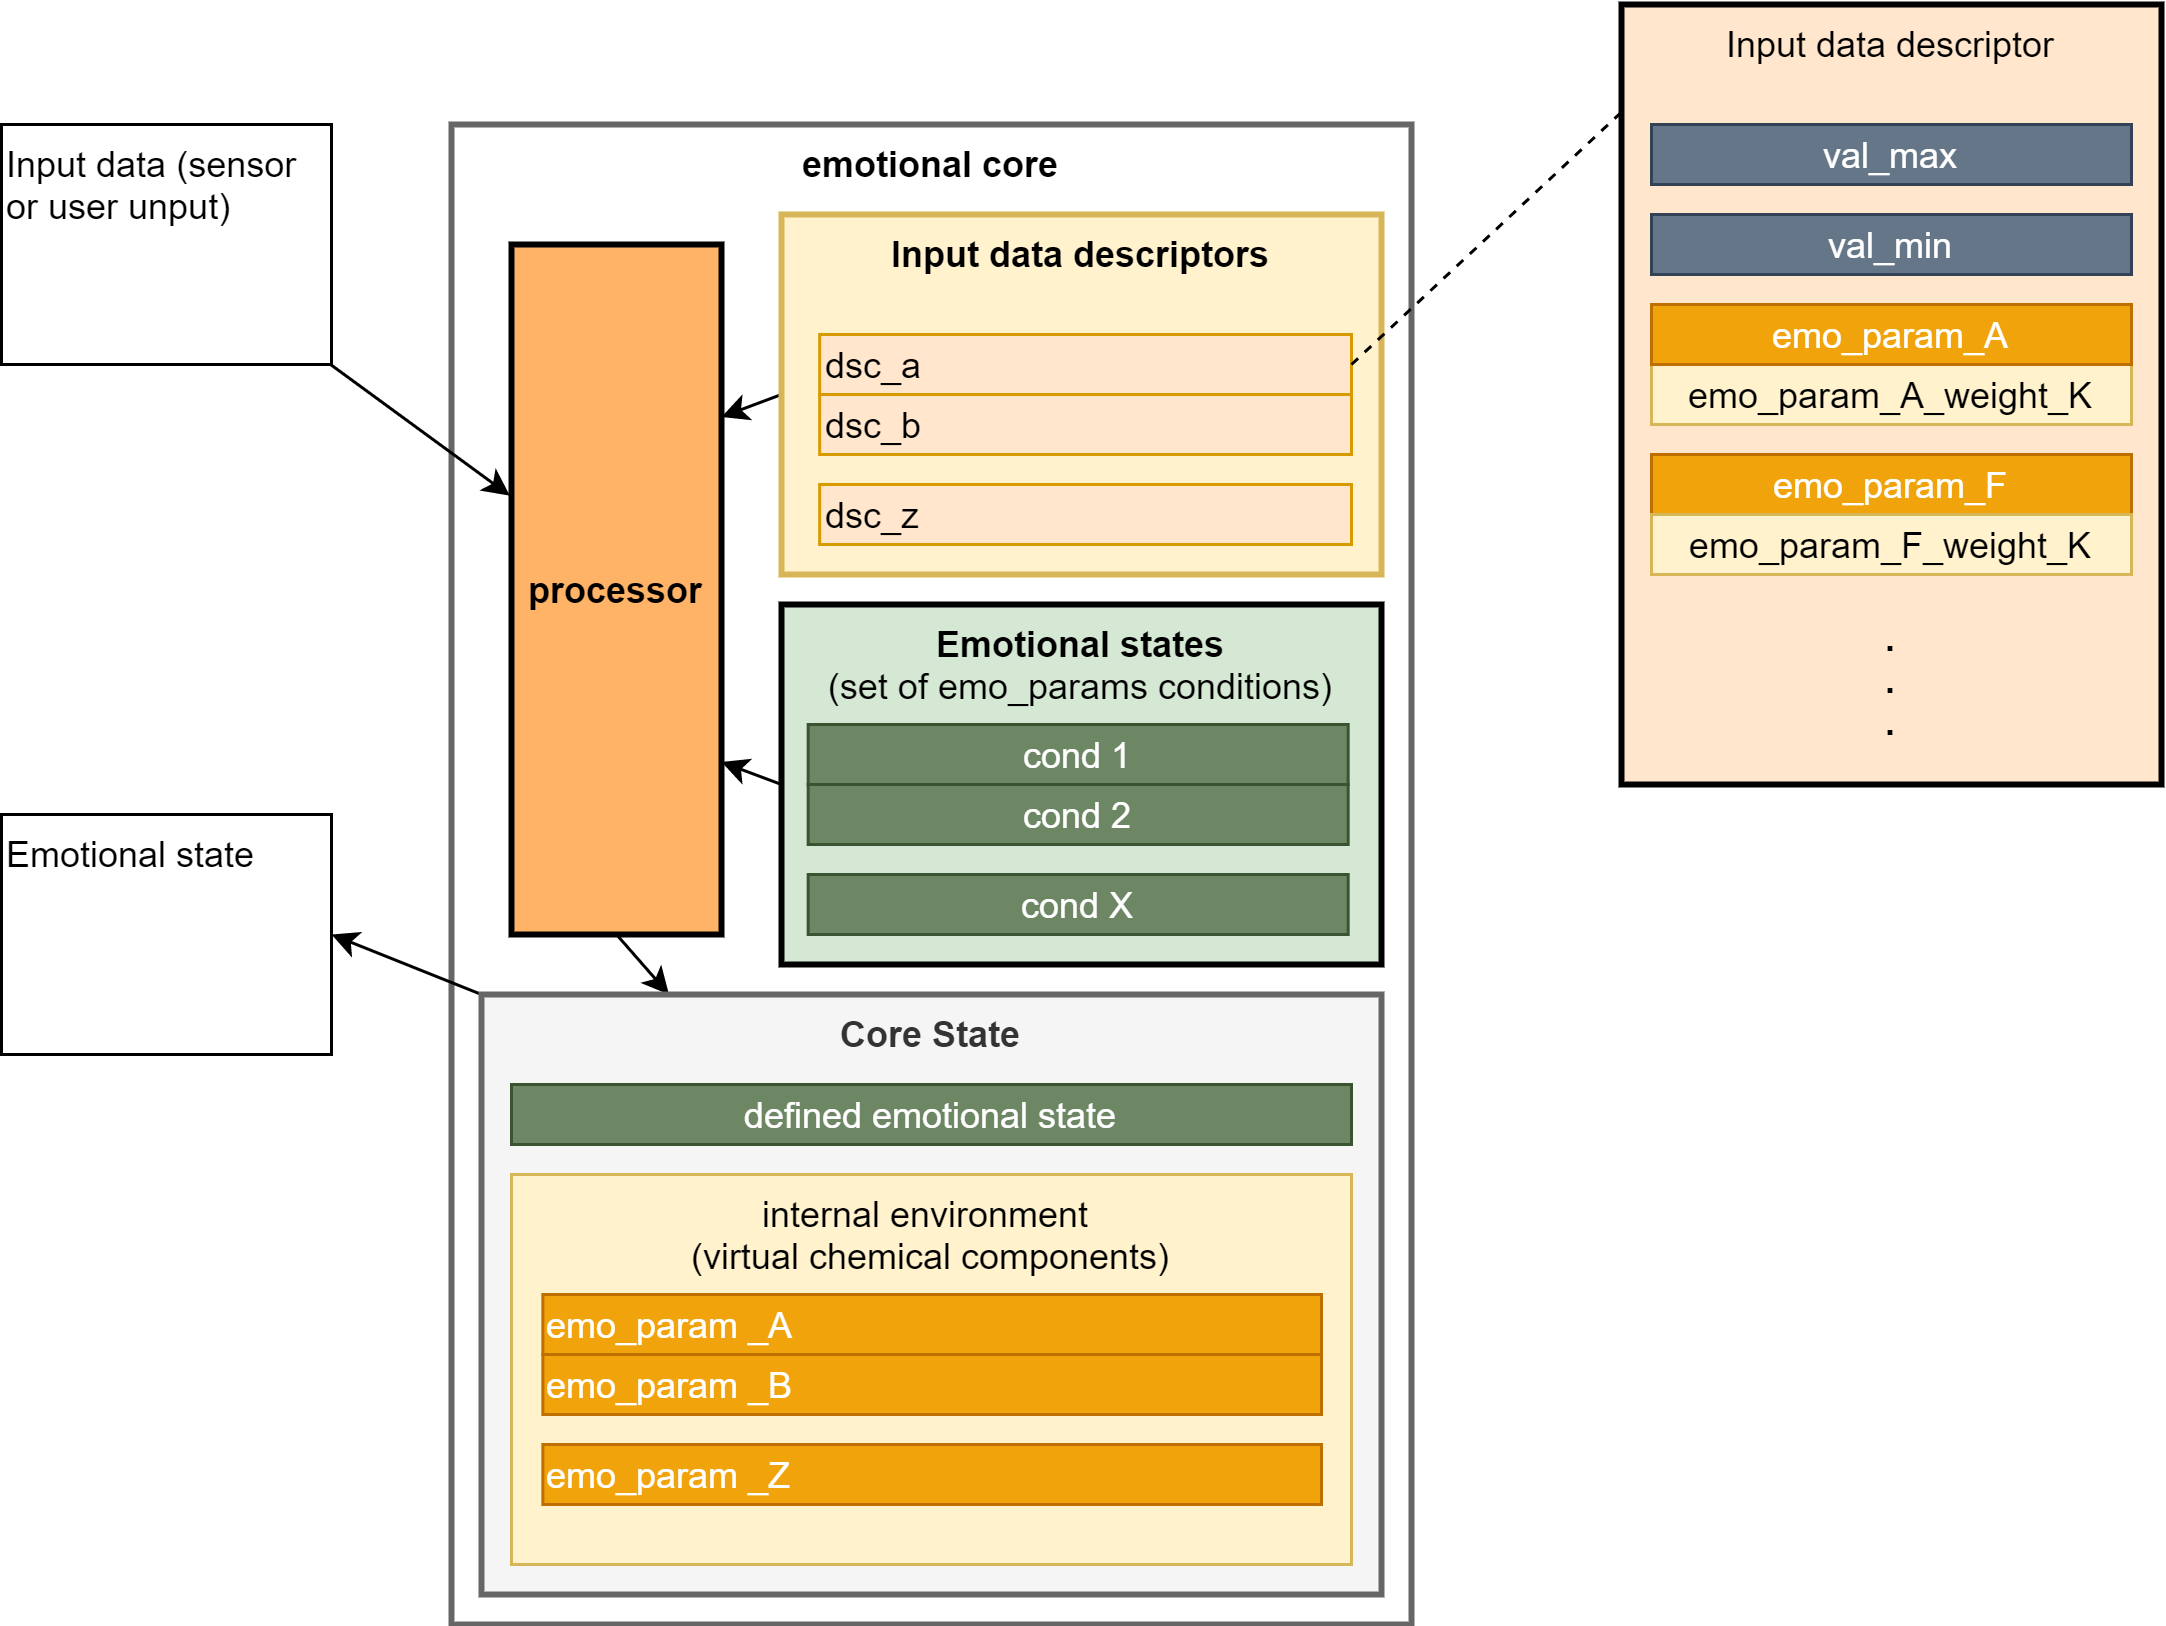 Input data (sensor
or user unput)
emotional core
processor
Input data descriptors
dsc_a
dsc_b
dsc_z
Emotional states
(set of emo_params conditions)
cond 1
cond 2
cond X
Emotional state
Core State
defined emotional state
internal environment
(virtual chemical components)
emo_param _A
emo_param _B
emo_param _Z
Input data descriptor
val_max
val_min
emo_param_A
emo_param_A_weight_K
emo_param_F
emo_param_F_weight_K
.
.
.